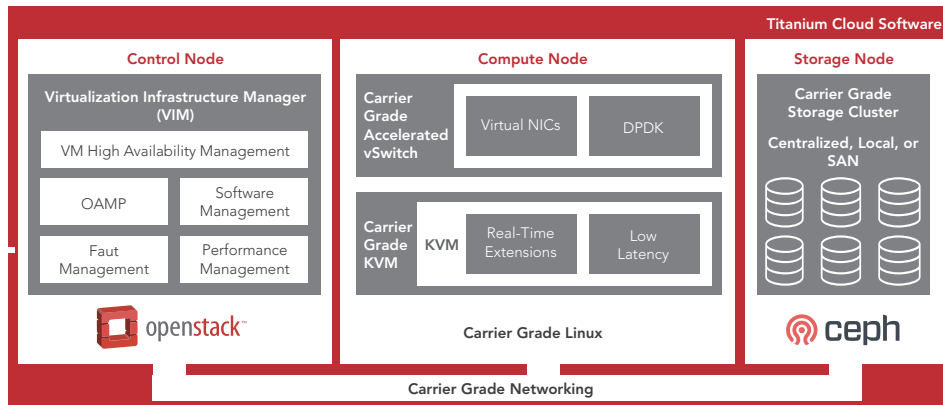 Titanium Cloud Software
Control Node
Virtualization Infrastructure Manager
(VIM)
VM High Availability Management
OAMP
Software
Management
Faut
Management
Performance
Management
openstack™
Compute Node
Carrier
Grade
Accelerated
vSwitch
Virtual NICs
DPDK
Carrier
Grade
KVM
KVM
Real-Time
Extensions
Low
Latency
Carrier Grade Linux
Storage Node
Carrier Grade
Storage Cluster
Centralized, Local, or
SAN
ceph
Carrier Grade Networking